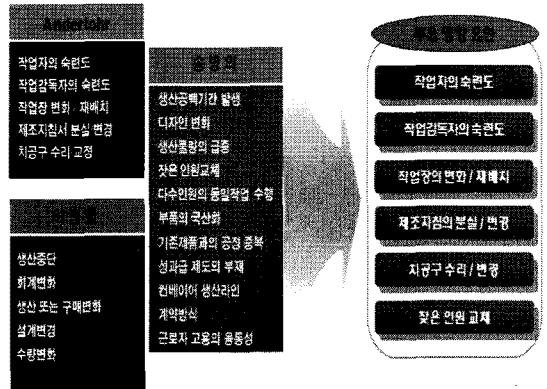 Anderlohr
작업자의 숙련도
작업감독자의 숙련도
작업장 변화 · 재배치
제조지침서 분실 변경
치공구 수리 교정
생산중단
회계변화
생산 또는 구매변화
설계변경
수량변화
생산공백기간 발생
디자인 변화
생산물량의 급증
잦은 인원교체
다수인원의 동일작업 수행
부품의 국산화
기존제품과의 공정 중복
성과급 제도의 부재
컨베이어 생산라인
계약방식
근로자 고용의 융통성
작업자의 숙련도
작업감독자의 숙련도
작업장의 변화 / 재배치
제조지침의 분실 / 변경
치공구 수리 / 변경
잦은 인원 교체